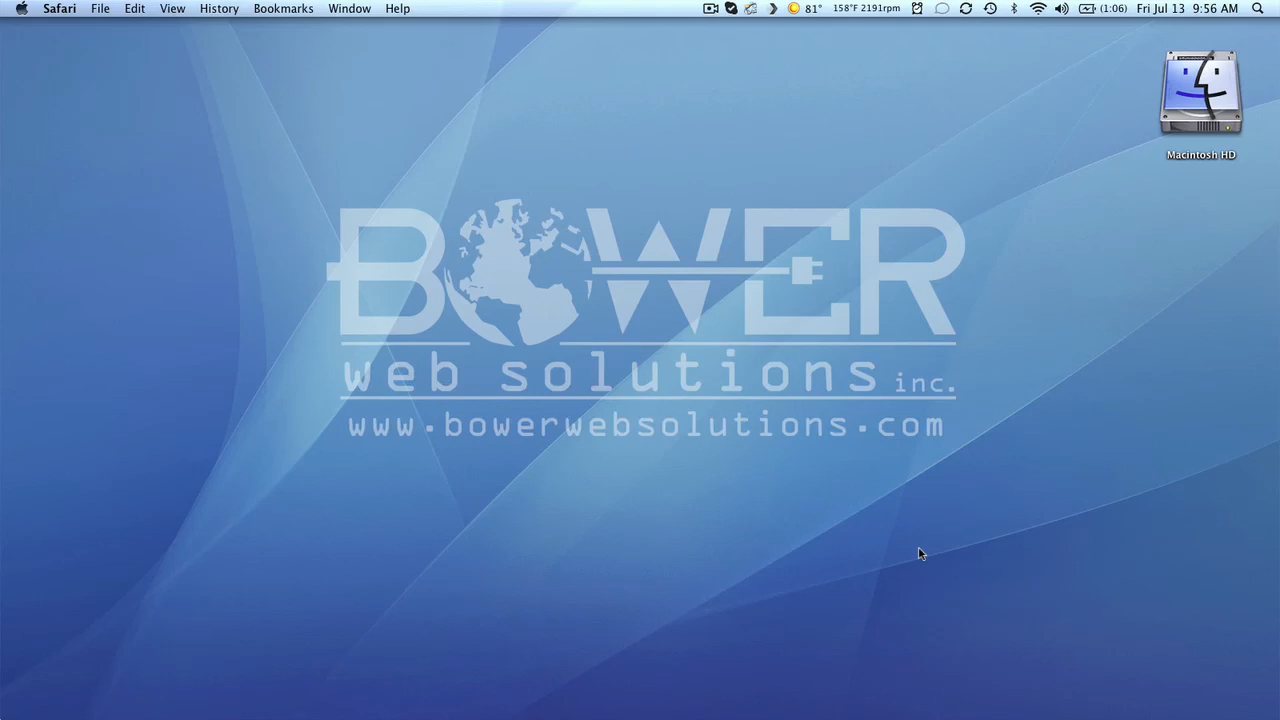 Safari File Edit View History Bookmarks Window Help 81° 158°F 2191rpm (1:06) Fri Jul 13 9:56 AM
Macintosh HD
BOWER
web solutions inc.
www.bowerwebsolutions.com